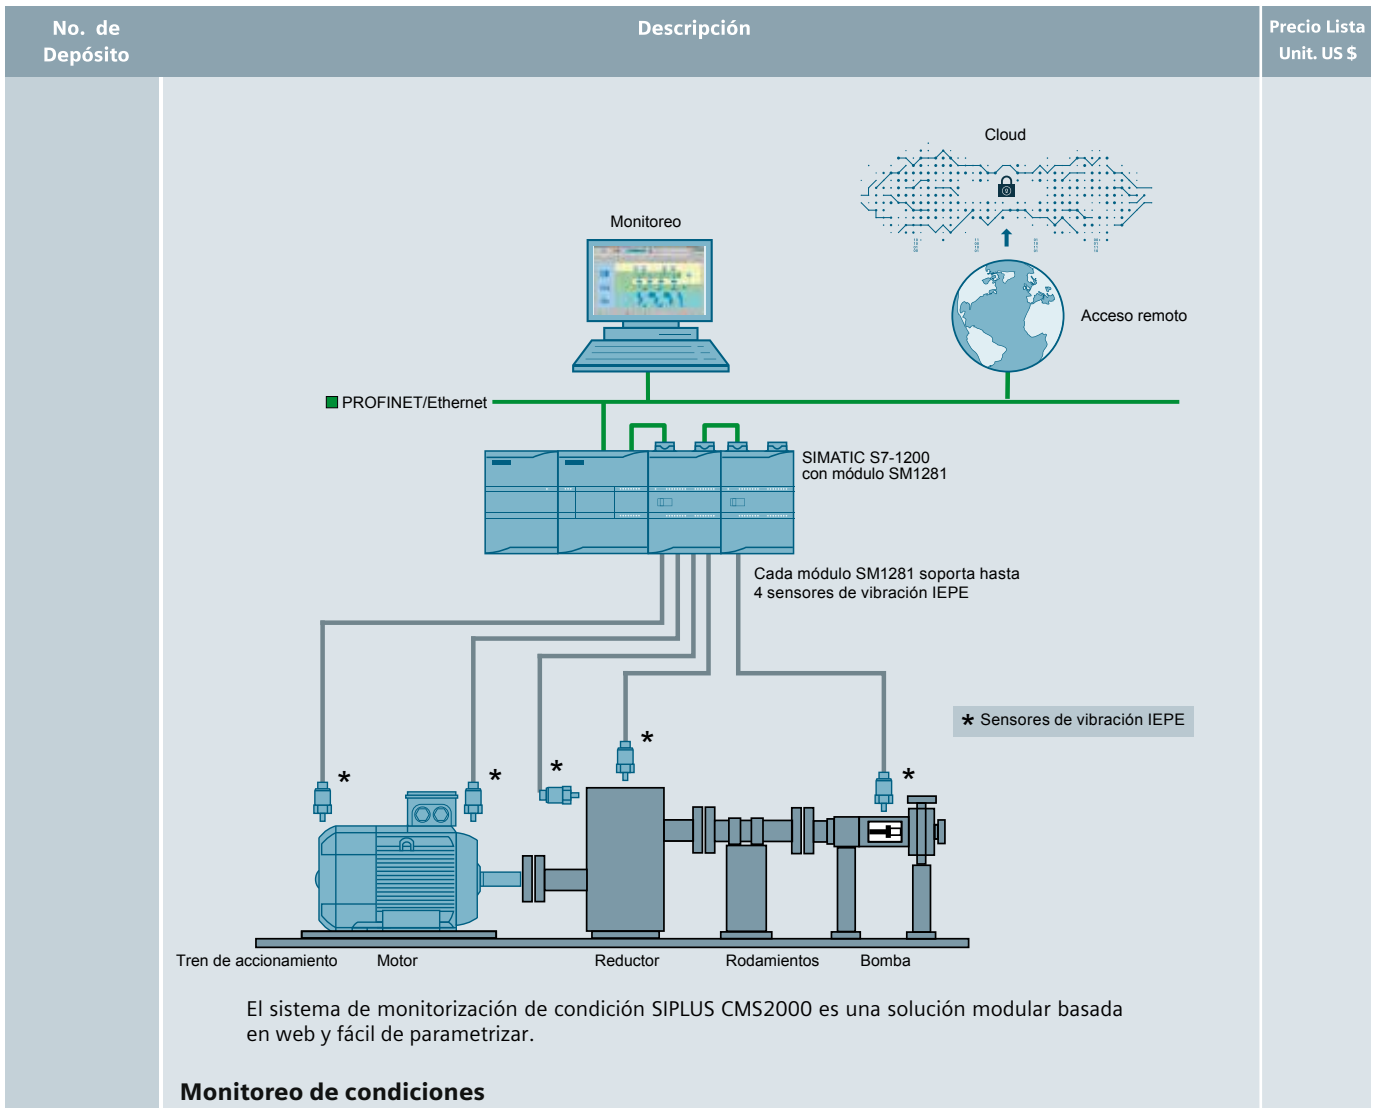 No. de
Depósito
Descripción
Precio Lista
Unit. US $
Cloud
Monitoreo
Acceso remoto
PROFINET/Ethernet
SIMATIC S7-1200
con módulo SM1281
Cada módulo SM1281 soporta hasta
4 sensores de vibración IEPE
* Sensores de vibración IEPE
*
*
*
*
*
Tren de accionamiento
Motor
Reductor
Rodamientos
Bomba
El sistema de monitorización de condición SIPLUS CMS2000 es una solución modular basada
en web y fácil de parametrizar.
Monitoreo de condiciones